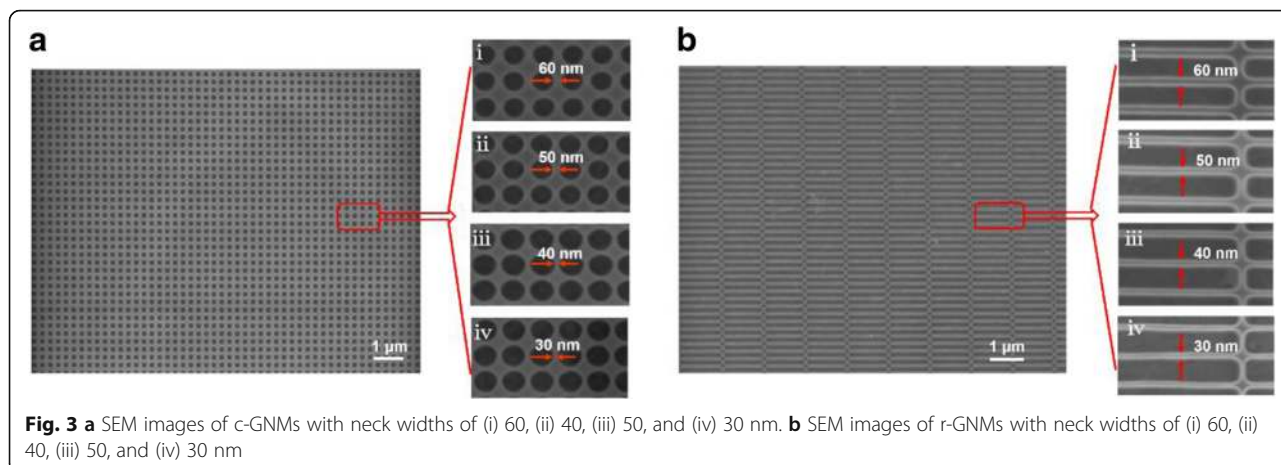 a
i
60 nm
ii
50 nm
iii
40 nm
iv
30 nm
1 μm
b
i
60 nm
ii
50 nm
iii
40 nm
iv
30 nm
1 μm
Fig. 3 a SEM images of c-GNMs with neck widths of (i) 60, (ii) 40, (iii) 50, and (iv) 30 nm. b SEM images of r-GNMs with neck widths of (i) 60, (ii)
40, (iii) 50, and (iv) 30 nm